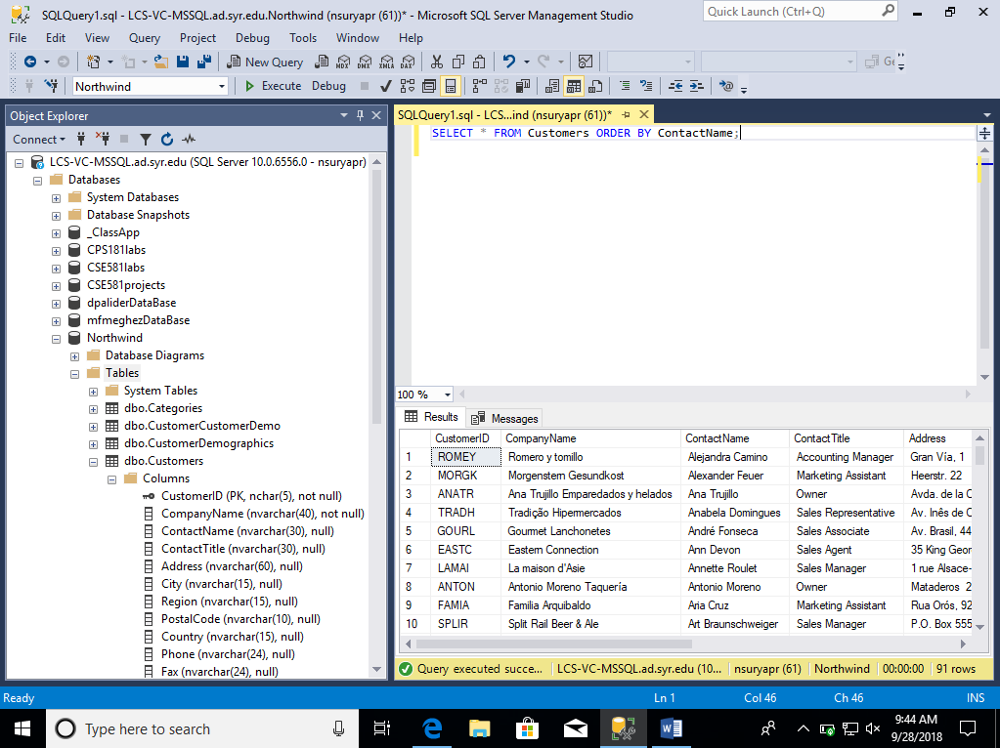 SQLQuery1.sql - LCS-VC-MSSQL.ad.syr.edu.Northwind (nsuryapr (61))* - Microsoft SQL Server Management Studio
Quick Launch (Ctrl+Q)
File Edit View Query Project Debug Tools Window Help
New Query MDX DMX XMLA DAX
Northwind Execute Debug
Object Explorer
Connect
LCS-VC-MSSQL.ad.syr.edu (SQL Server 10.0.6556.0 - nsuryapr)
Databases
System Databases
Database Snapshots
_ClassApp
CPS181labs
CSE581labs
CSE581projects
dpaliderDataBase
mfmeghezDataBase
Northwind
Database Diagrams
Tables
System Tables
dbo.Categories
dbo.CustomerCustomerDemo
dbo.CustomerDemographics
dbo.Customers
Columns
CustomerID (PK, nchar(5), not null)
CompanyName (nvarchar(40), not null)
ContactName (nvarchar(30), null)
ContactTitle (nvarchar(30), null)
Address (nvarchar(60), null)
City (nvarchar(15), null)
Region (nvarchar(15), null)
PostalCode (nvarchar(10), null)
Country (nvarchar(15), null)
Phone (nvarchar(24), null)
Fax (nvarchar(24), null)
SQLQuery1.sql - LCS...ind (nsuryapr (61))*
SELECT * FROM Customers ORDER BY ContactName;
100 %
Results Messages
CustomerID CompanyName ContactName ContactTitle Address
1 ROMEY Romero y tomillo Alejandra Camino Accounting Manager Gran Vía, 1
2 MORGK Morgenstern Gesundkost Alexander Feuer Marketing Assistant Heerstr. 22
3 ANATR Ana Trujillo Emparedados y helados Ana Trujillo Owner Avda. de la C
4 TRADH Tradição Hipermercados Anabela Domingues Sales Representative Av. Inês de C
5 GOURL Gourmet Lanchonetes André Fonseca Sales Associate Av. Brasil, 44
6 EASTC Eastern Connection Ann Devon Sales Agent 35 King Geor
7 LAMAI La maison d'Asie Annette Roulet Sales Manager 1 rue Alsace-
8 ANTON Antonio Moreno Taquería Antonio Moreno Owner Mataderos 2
9 FAMIA Familia Arquibaldo Aria Cruz Marketing Assistant Rua Orós, 92
10 SPLIR Split Rail Beer & Ale Art Braunschweiger Sales Manager P.O. Box 555
Query executed succe... LCS-VC-MSSQL.ad.syr.edu (10... nsuryapr (61) Northwind 00:00:00 91 rows
Ready Ln 1 Col 46 Ch 46 INS
Type here to search
9:44 AM
9/28/2018